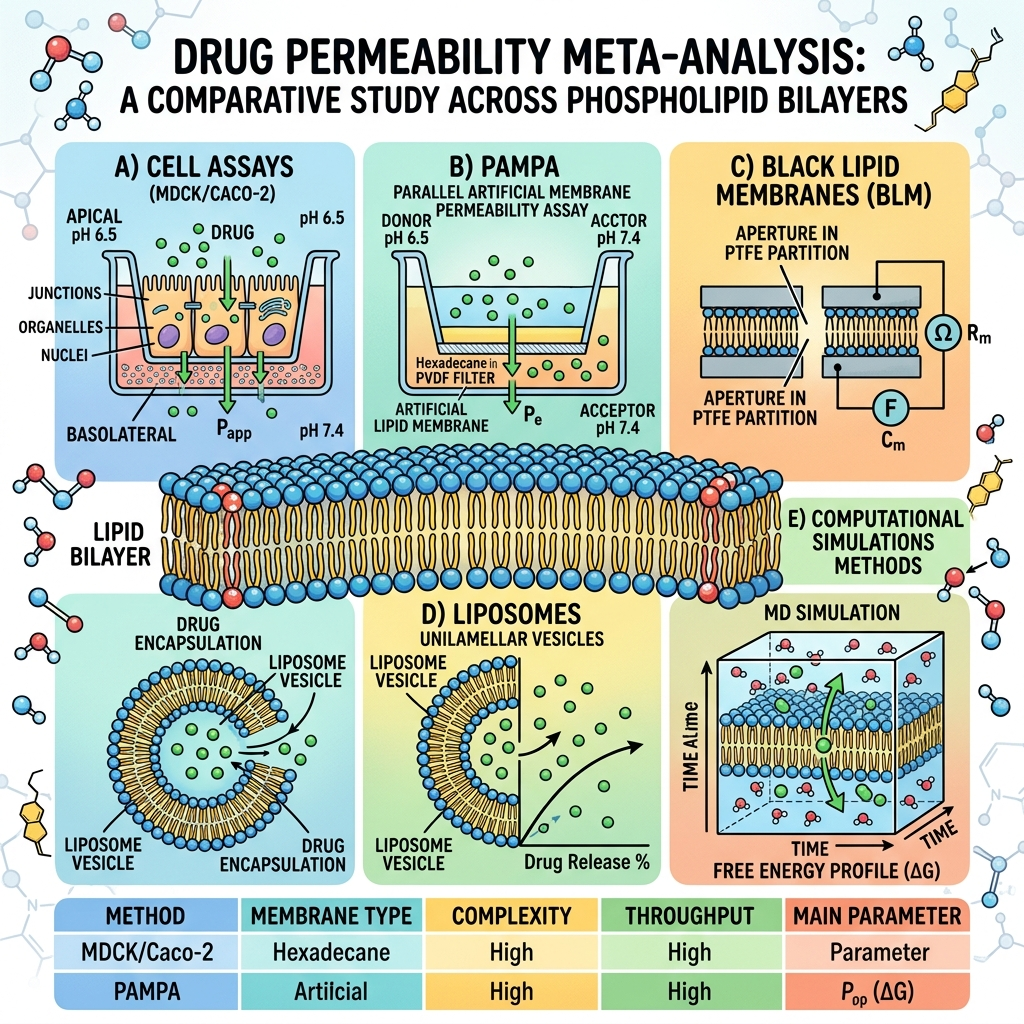 DRUG PERMEABILITY META-ANALYSIS:
A COMPARATIVE STUDY ACROSS PHOSPHOLIPID BILAYERS
A) CELL ASSAYS
(MDCK/CACO-2)
APICAL
pH 6.5
DRUG
pH 6.5
JUNCTIONS
ORGANELLES
NUCLEI
BASOLATERAL
Papp
pH 7.4
B) PAMPA
PARALLEL ARTIFICIAL MEMBRANE
PERMEABILITY ASSAY
DONOR
pH 6.5
ACCTOR
pH 7.4
Hexadecane in
PVDF FILTER
ARTIFICIAL
LIPID MEMBRANE
Pe
ACCEPTOR
pH 7.4
C) BLACK LIPID
MEMBRANES (BLM)
APERTURE IN
PTFE PARTITION
Ω
Rm
APERTURE IN
PTFE PARTITION
F
Cm
LIPID
BILAYER
E) COMPUTATIONAL
SIMULATIONS
METHODS
DRUG
ENCAPSULATION
LIPOSOME
VESICLE
LIPOSOME
VESICLE
DRUG
ENCAPSULATION
D) LIPOSOMES
UNILAMELLAR VESICLES
LIPOSOME
VESICLE
LIPOSOME
VESICLE
Drug Release %
MD SIMULATION
TIME
TIME
TIME
FREE ENERGY PROFILE (ΔG)
METHOD MEMBRANE TYPE COMPLEXITY THROUGHPUT MAIN PARAMETER
MDCK/Caco-2 Hexadecane High High Parameter
PAMPA Artilcial High High Pop (ΔG)